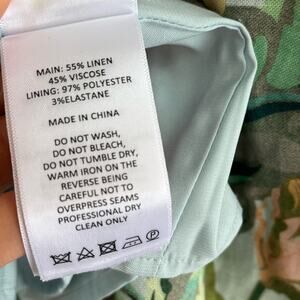 MAIN: 55% LINEN
45% VISCOSE
LINING: 97% POLYESTER
3%ELASTANE
MADE IN CHINA
DO NOT WASH,
DO NOT BLEACH,
DO NOT TUMBLE DRY,
WARM IRON ON THE
REVERSE BEING
CAREFUL NOT TO
OVERPRESS SEAMS
PROFESSIONAL DRY
CLEAN ONLY
P